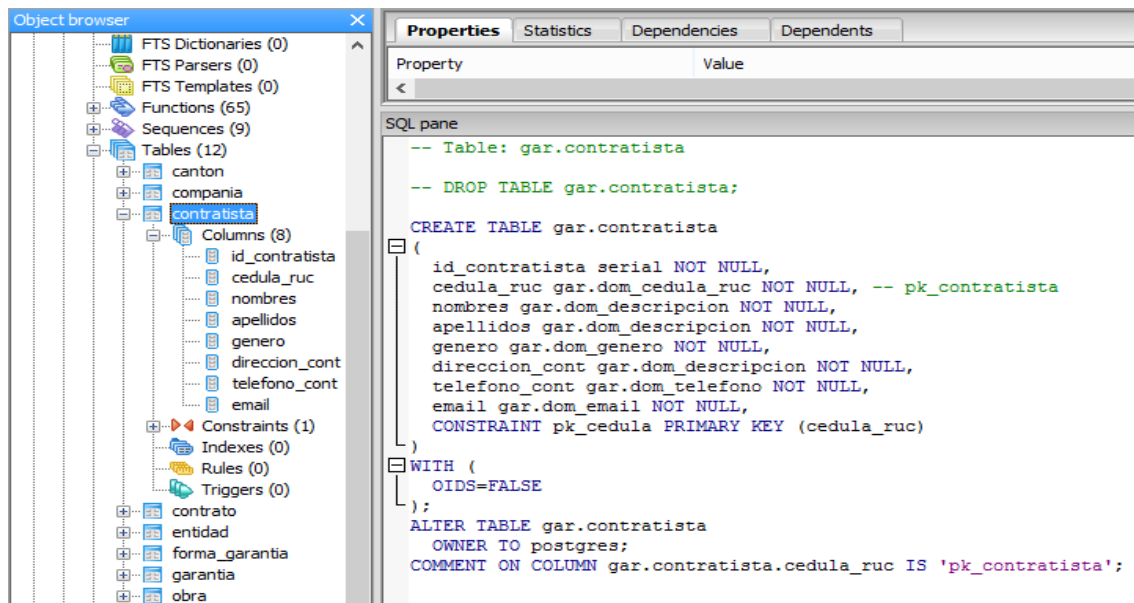 Object browser
FTS Dictionaries (0)
FTS Parsers (0)
FTS Templates (0)
Functions (65)
Sequences (9)
Tables (12)
canton
compania
contratista
Columns (8)
id_contratista
cedula_ruc
nombres
apellidos
genero
direccion_cont
telefono_cont
email
Constraints (1)
Indexes (0)
Rules (0)
Triggers (0)
contrato
entidad
forma_garantia
garantia
obra
Properties Statistics Dependencies Dependents
Property Value
SQL pane
-- Table: gar.contratista
-- DROP TABLE gar.contratista;
CREATE TABLE gar.contratista
(
id_contratista serial NOT NULL,
cedula_ruc gar.dom_cedula_ruc NOT NULL, -- pk_contratista
nombres gar.dom_descripcion NOT NULL,
apellidos gar.dom_descripcion NOT NULL,
genero gar.dom_genero NOT NULL,
direccion_cont gar.dom_descripcion NOT NULL,
telefono_cont gar.dom_telefono NOT NULL,
email gar.dom_email NOT NULL,
CONSTRAINT pk_cedula PRIMARY KEY (cedula_ruc)
)
WITH (
OIDS=FALSE
);
ALTER TABLE gar.contratista
OWNER TO postgres;
COMMENT ON COLUMN gar.contratista.cedula_ruc IS 'pk_contratista';